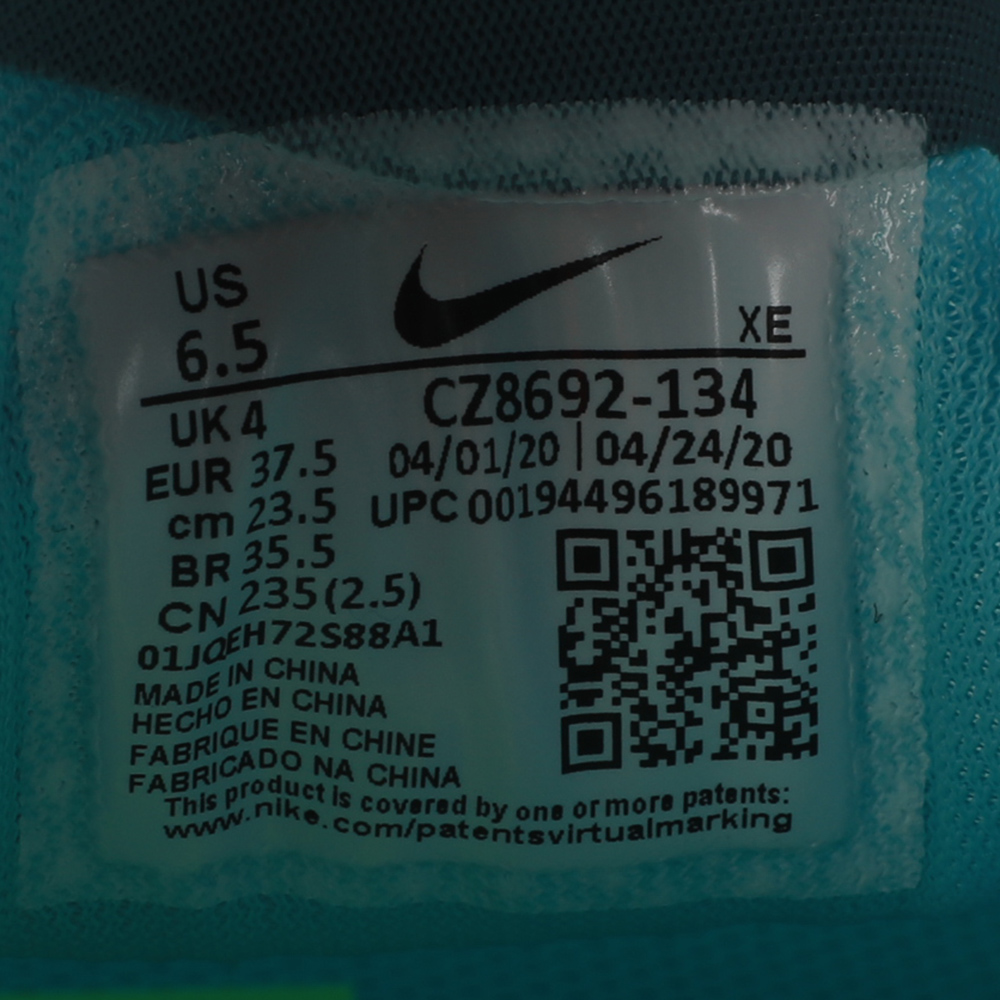 US
6.5
XE
UK 4
CZ8692-134
EUR 37.5
04/01/20 | 04/24/20
cm 23.5
UPC 00194496189971
BR 35.5
CN 235(2.5)
01JQEH72S88A1
MADE IN CHINA
HECHO EN CHINA
FABRIQUE EN CHINE
FABRICADO NA CHINA
This product is covered by one or more patents:
www.nike.com/patentsvirtualmarking